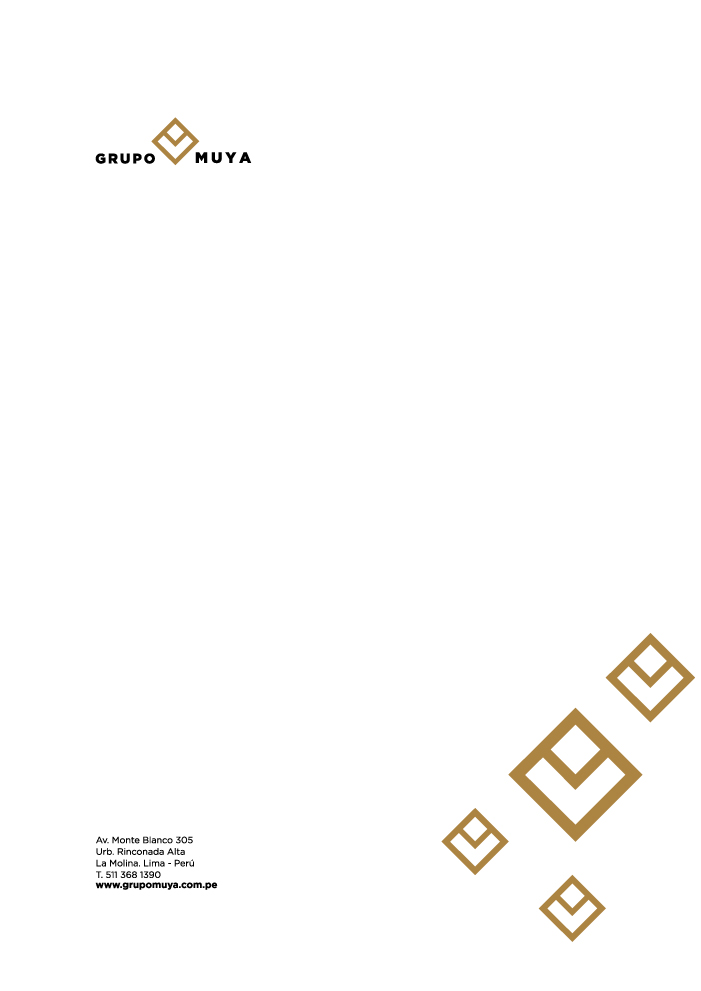 GRUPO MUYA
Av. Monte Blanco 305
Urb. Rinconada Alta
La Molina. Lima - Perú
T. 511 368 1390
www.grupomuya.com.pe